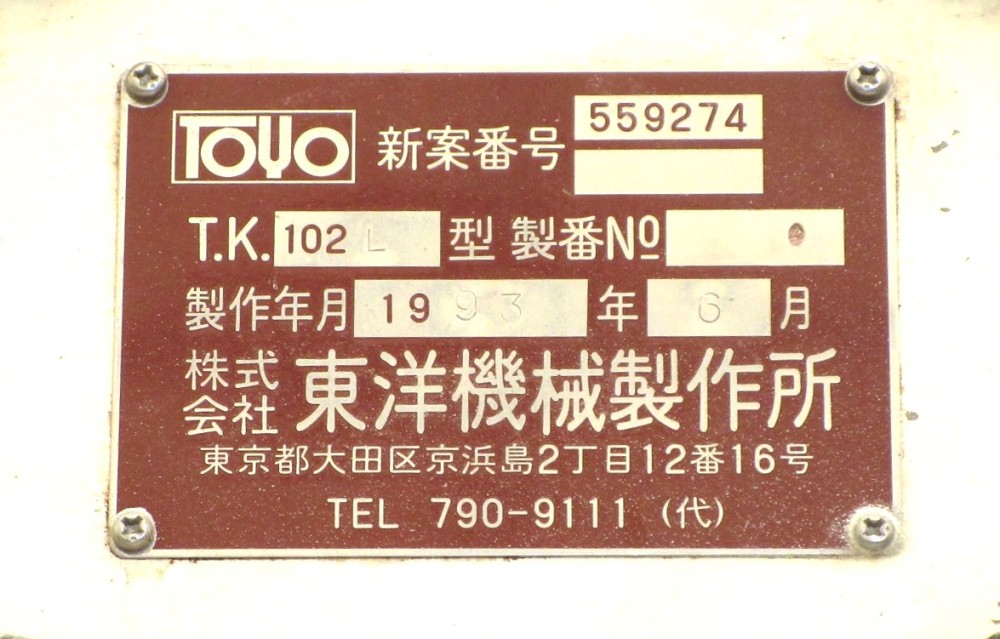 TOYO 新案番号 559274
T.K. 102 L 型 製番No
製作年月 1993 年 6 月
株式会社 東洋機械製作所
東京都大田区京浜島2丁目12番16号
TEL 790-9111 (代)